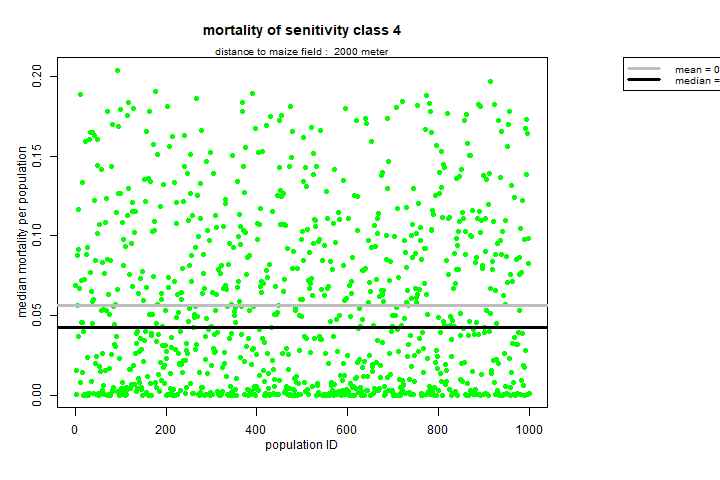 mortality of senitivity class 4
distance to maize field : 2000 meter
mean = 0
median =
median mortality per population
0.20
0.15
0.10
0.05
0.00
0 200 400 600 800 1000
population ID